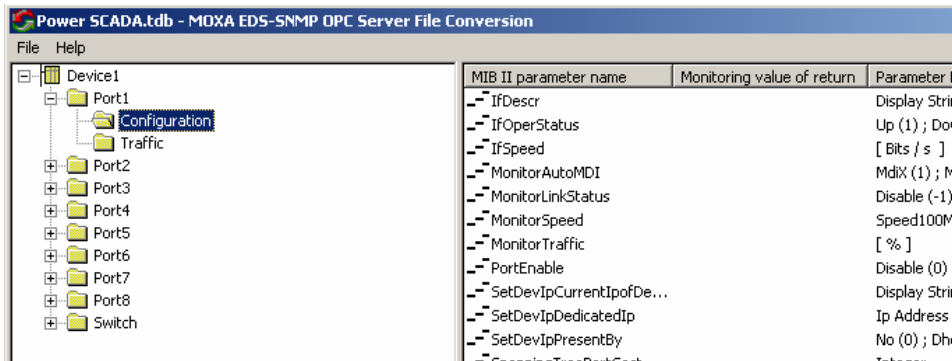 Power SCADA.tdb - MOXA EDS-SNMP OPC Server File Conversion
File Help
Device1
Port1
Configuration
Traffic
Port2
Port3
Port4
Port5
Port6
Port7
Port8
Switch
MIB II parameter name Monitoring value of return Parameter
IfDescr Display Stri
IfOperStatus Up (1) ; Do
IfSpeed [ Bits / s ]
MonitorAutoMDI MdiX (1) ; M
MonitorLinkStatus Disable (-1)
MonitorSpeed Speed100M
MonitorTraffic [ % ]
PortEnable Disable (0)
SetDevIpCurrentIpofDe... Display Stri
SetDevIpDedicatedIp Ip Address
SetDevIpPresentBy No (0) ; Dh